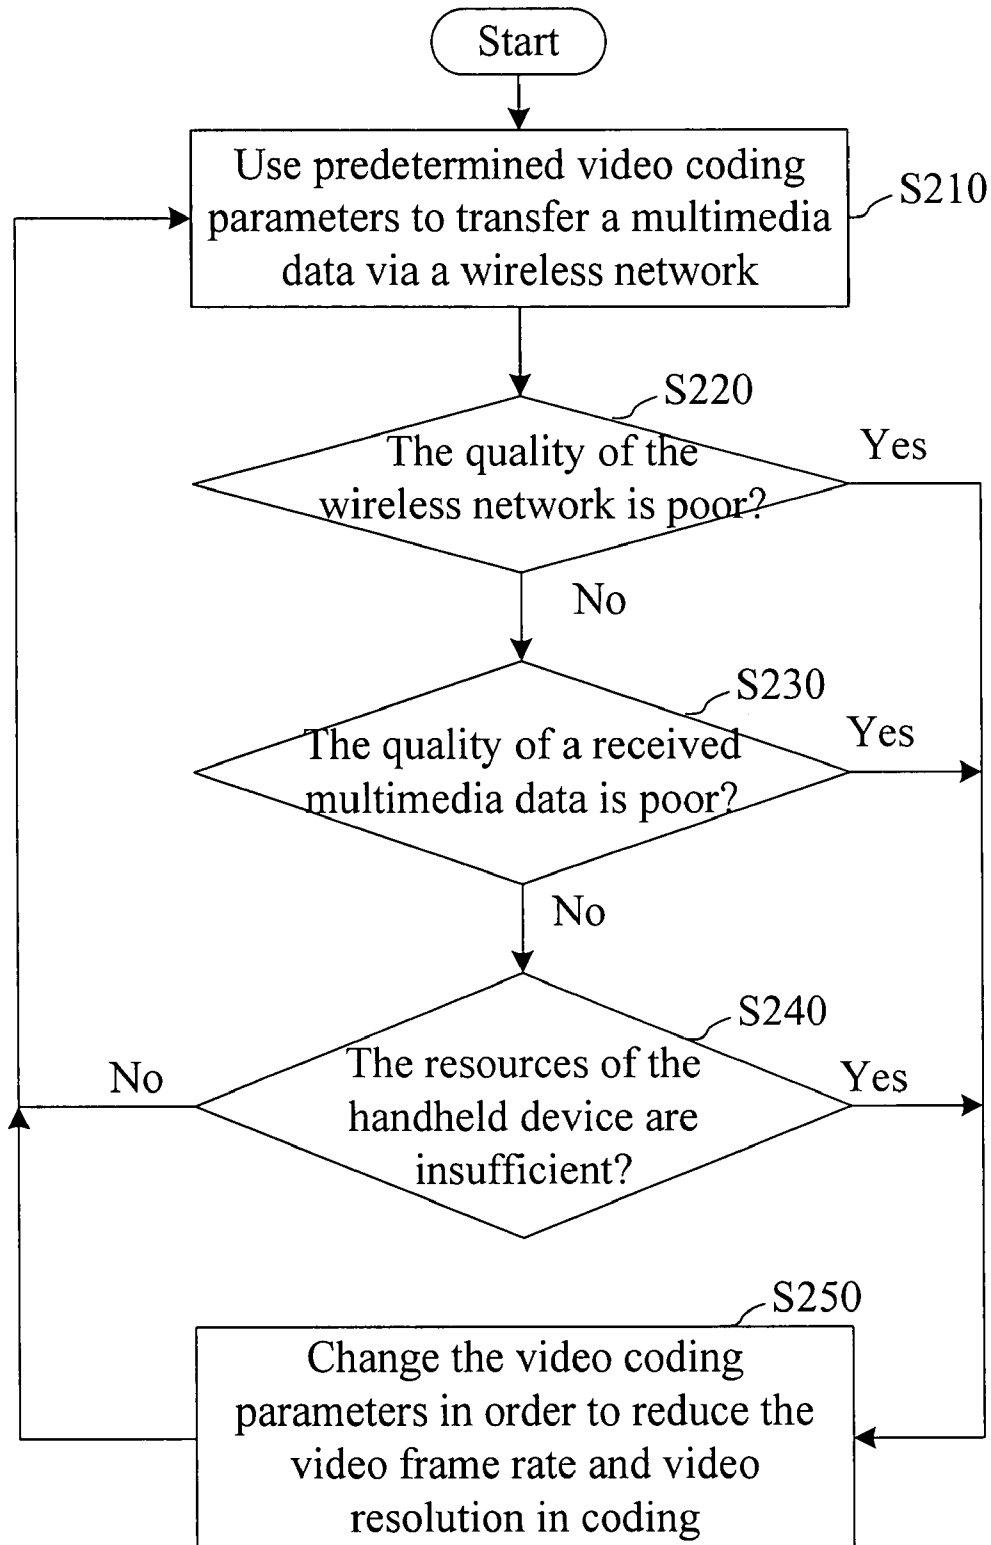 Start
Use predetermined video coding
parameters to transfer a multimedia
data via a wireless network
S210
S220
The quality of the
wireless network is poor?
Yes
No
S230
The quality of a received
multimedia data is poor?
Yes
No
S240
The resources of the
handheld device are
insufficient?
No
Yes
S250
Change the video coding
parameters in order to reduce the
video frame rate and video
resolution in coding